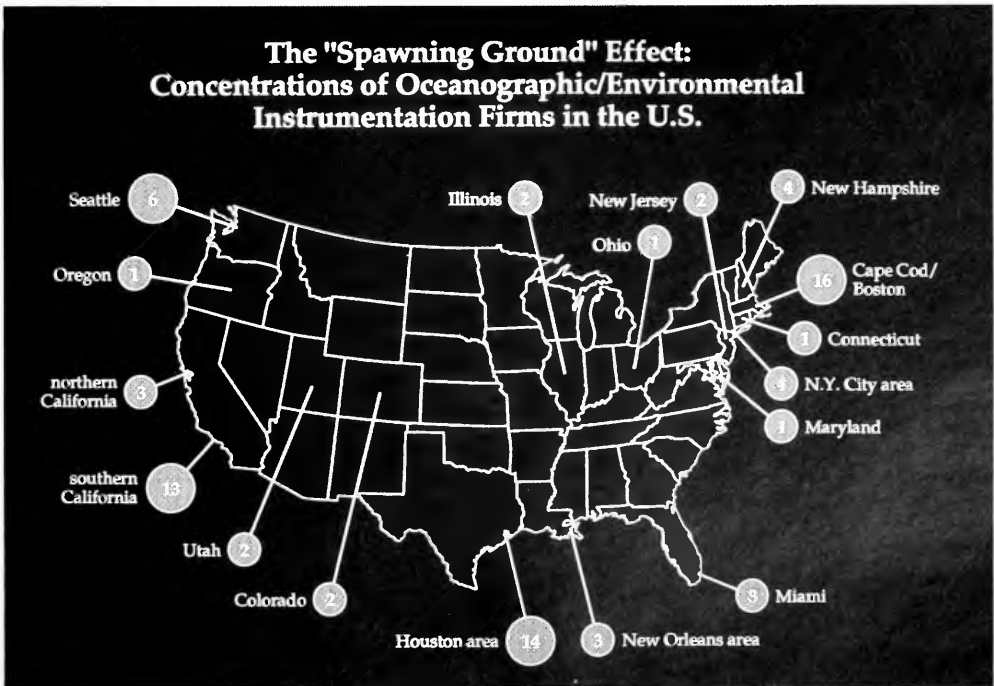 The "Spawning Ground" Effect:
Concentrations of Oceanographic/Environmental
Instrumentation Firms in the U.S.
Seattle 6
Illinois 2
New Jersey 2
4 New Hampshire
Ohio 1
Oregon 1
16 Cape Cod/
Boston
1 Connecticut
northern
California 3
4 N.Y. City area
1 Maryland
southern
California 13
Utah 2
Colorado 2
Miami
Houston area 14
3 New Orleans area